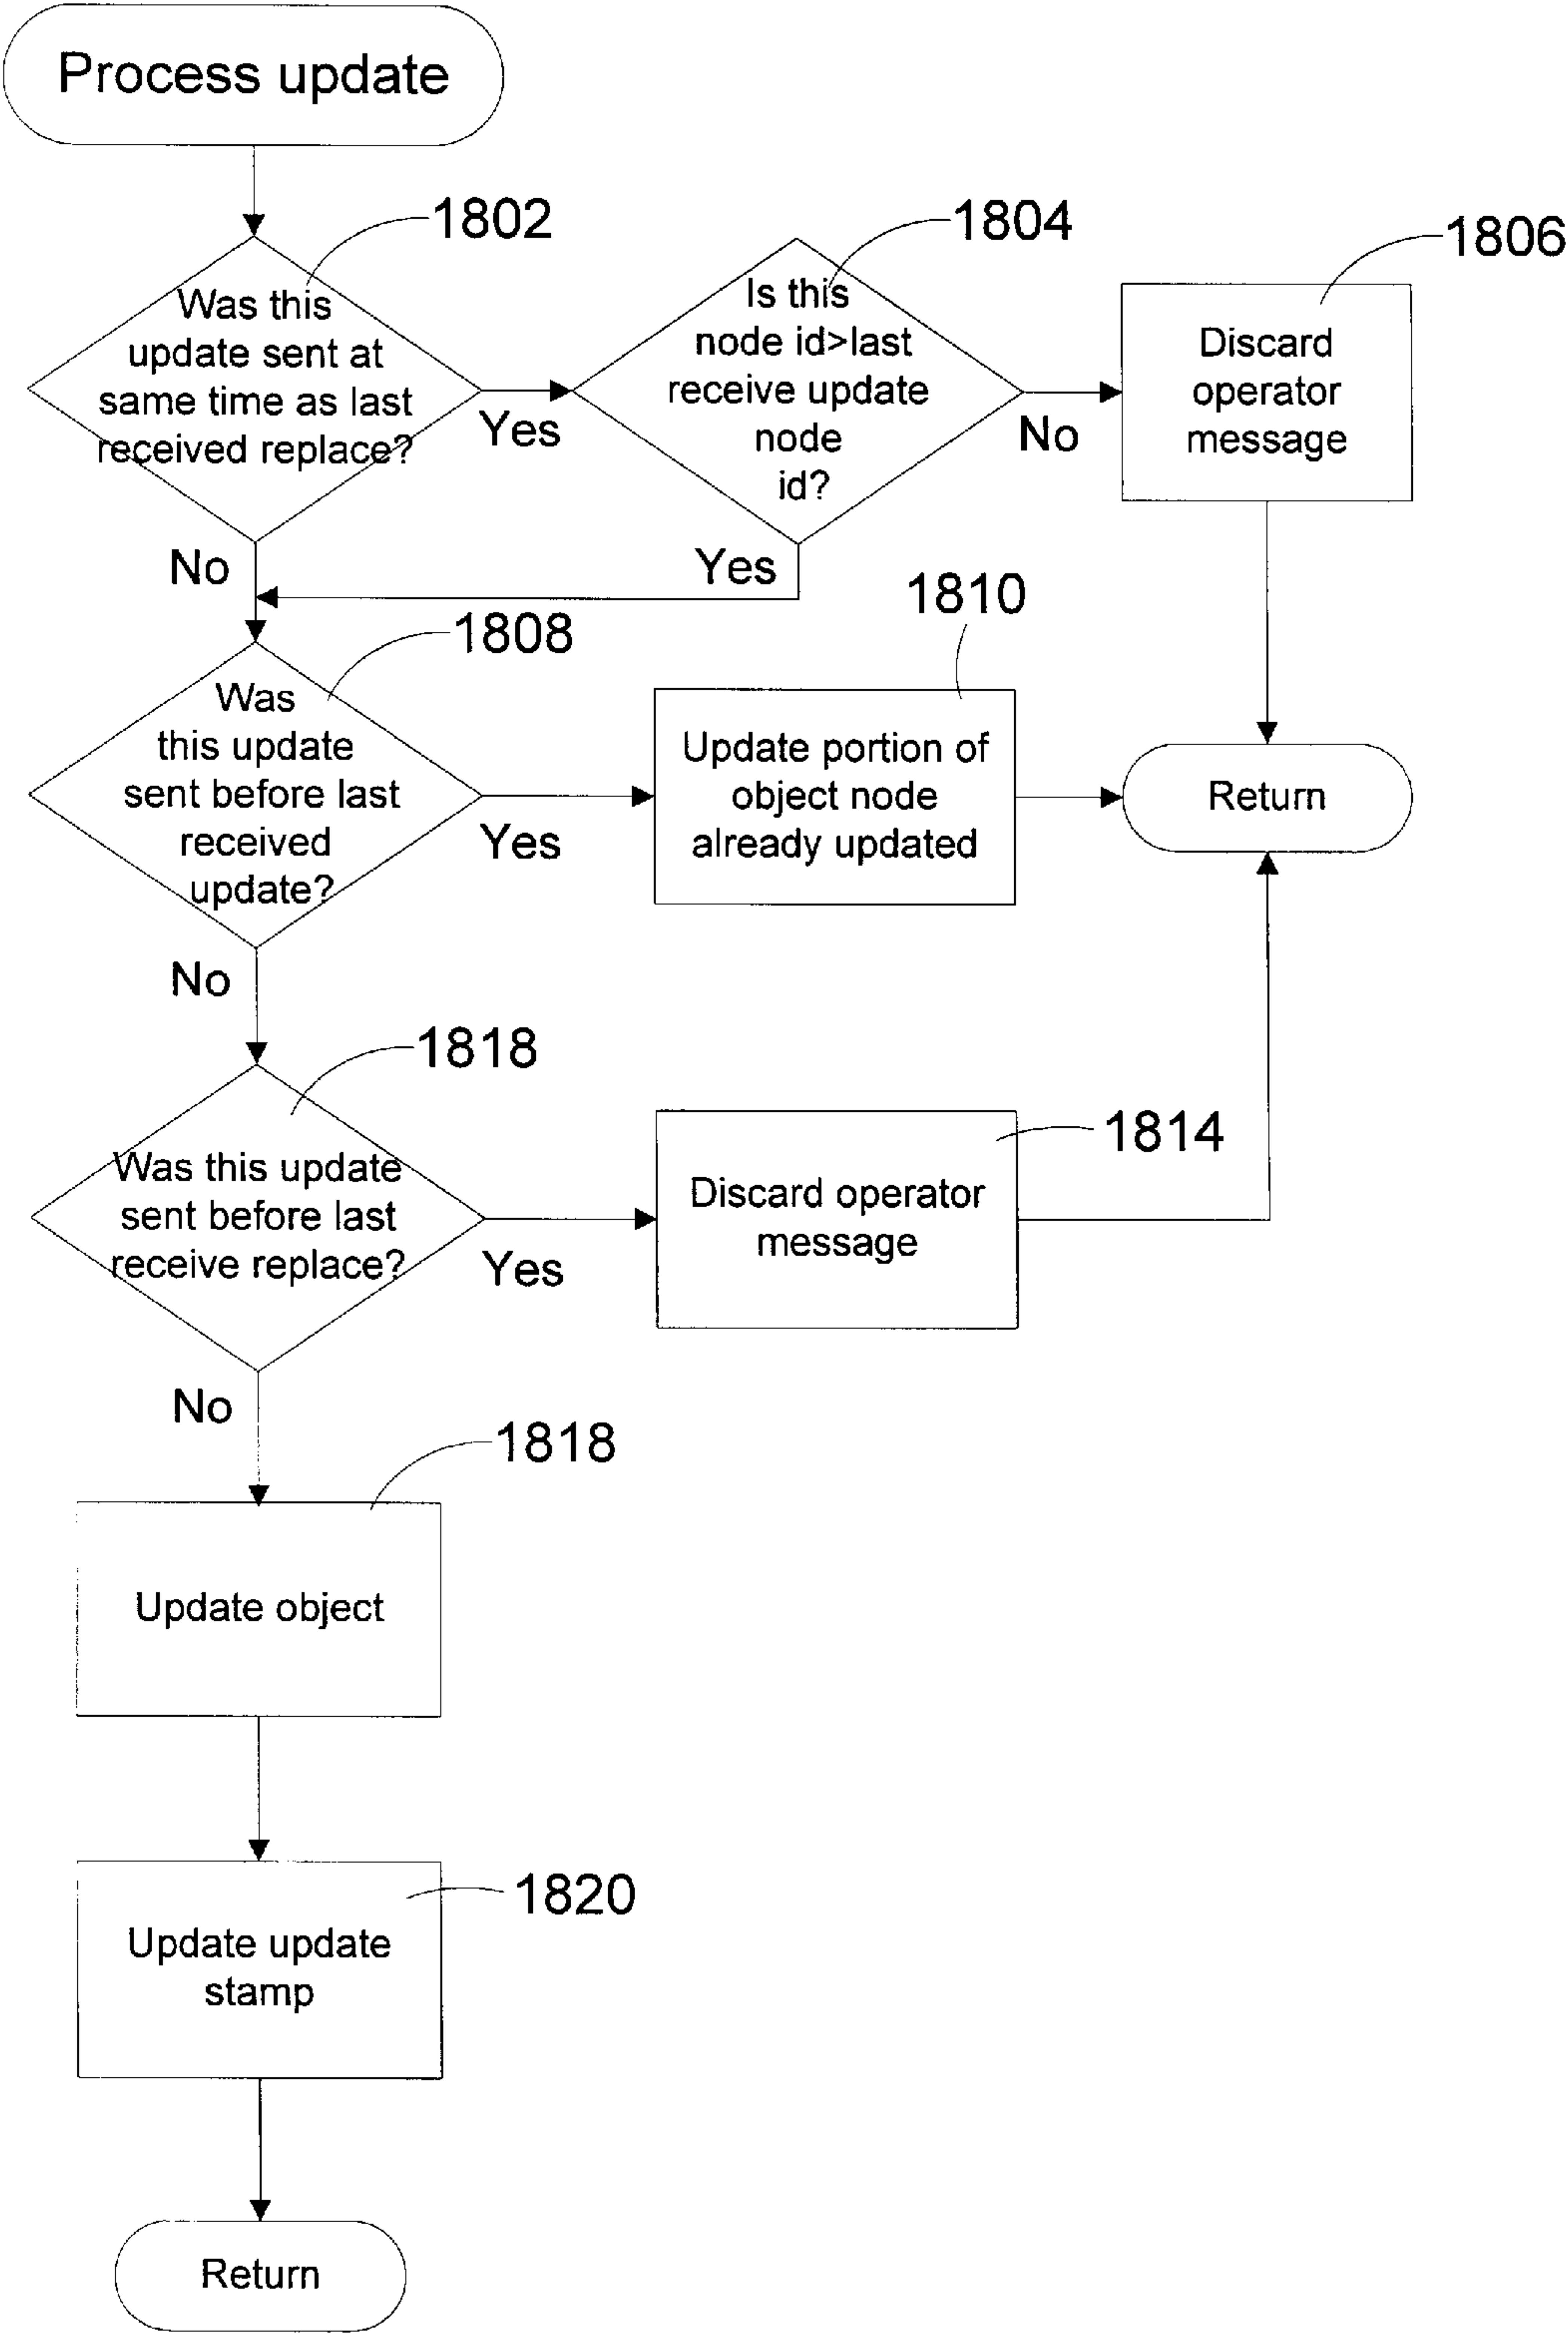 Process update
1802
Was this
update sent at
same time as last
received replace?
Yes
No
1804
Is this
node id>last
receive update
node
id?
No
Yes
1806
Discard
operator
message
1808
Was
this update
sent before last
received
update?
Yes
No
1810
Update portion of
object node
already updated
Return
1818
Was this update
sent before last
receive replace?
Yes
No
1814
Discard operator
message
1818
Update object
1820
Update update
stamp
Return